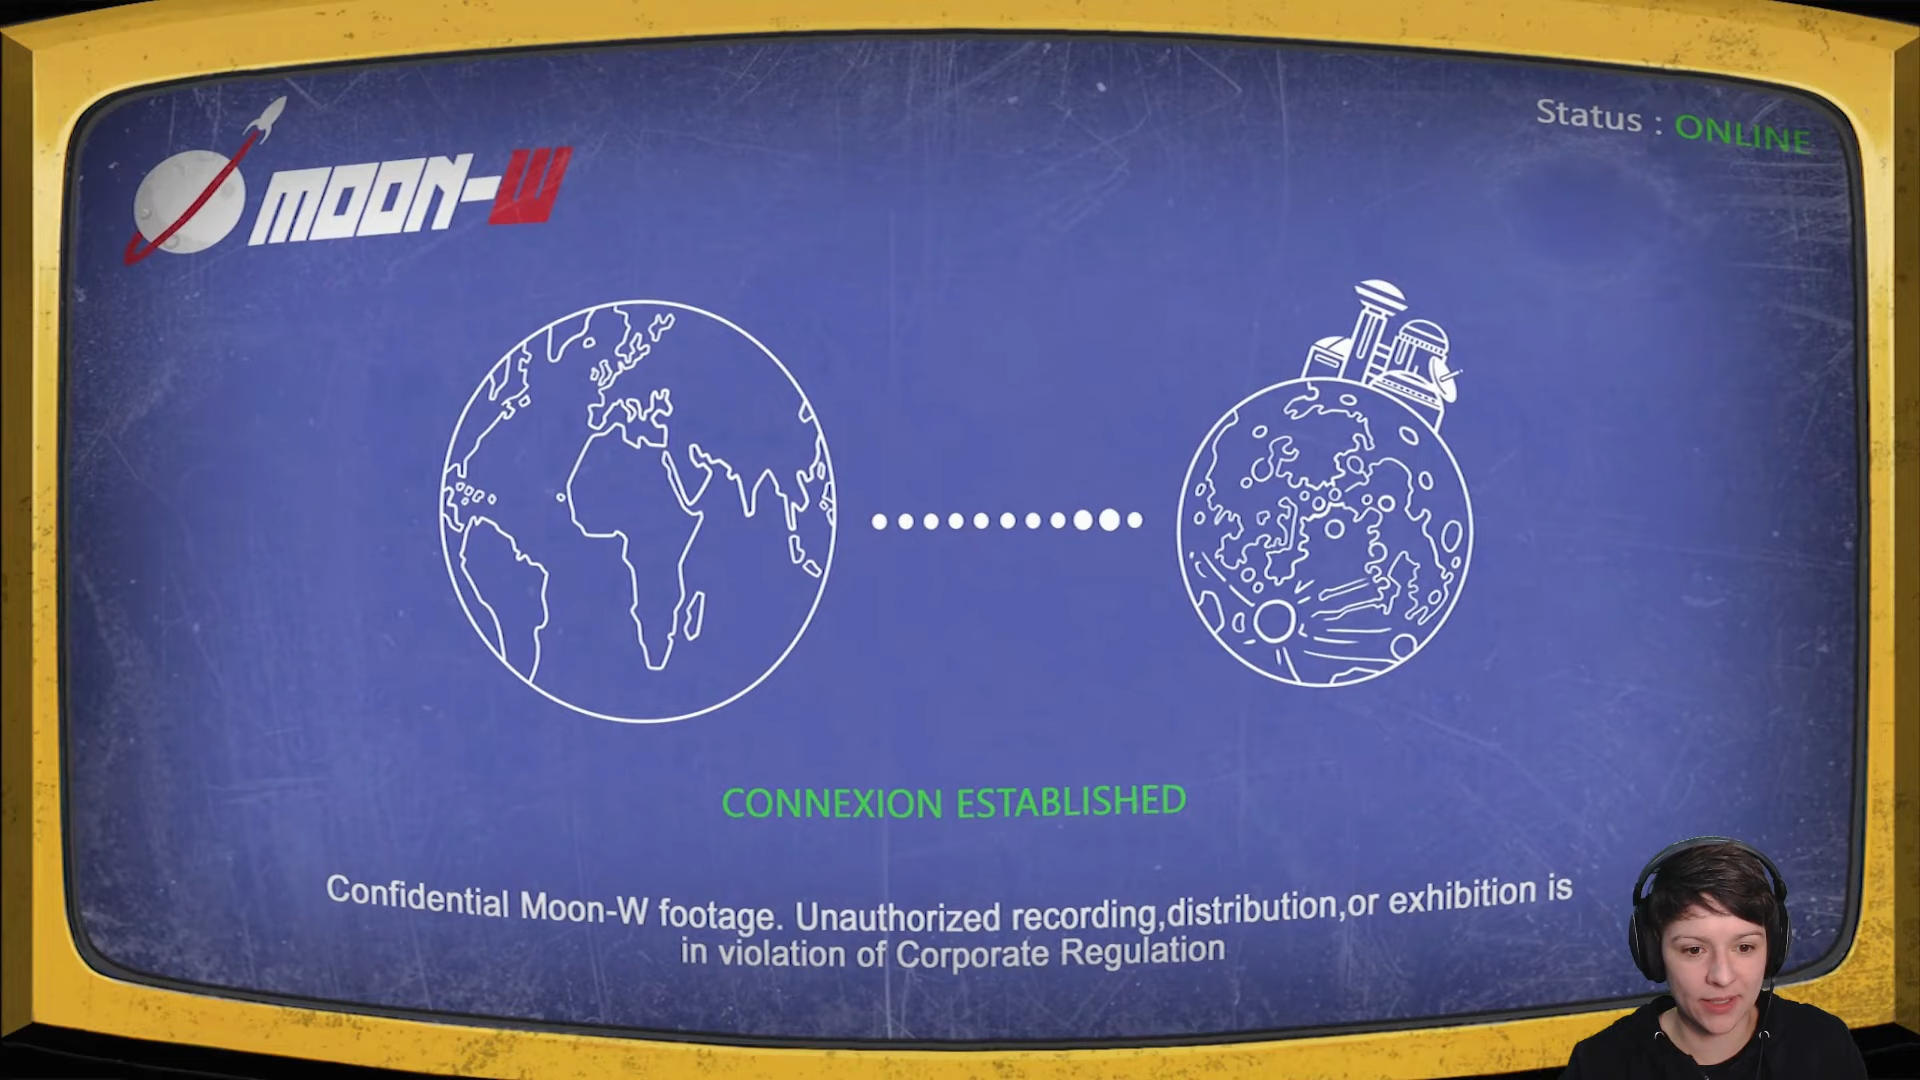 MOON-W
Status : ONLINE
CONNEXION ESTABLISHED
Confidential Moon-W footage. Unauthorized recording,distribution,or exhibition is
in violation of Corporate Regulation